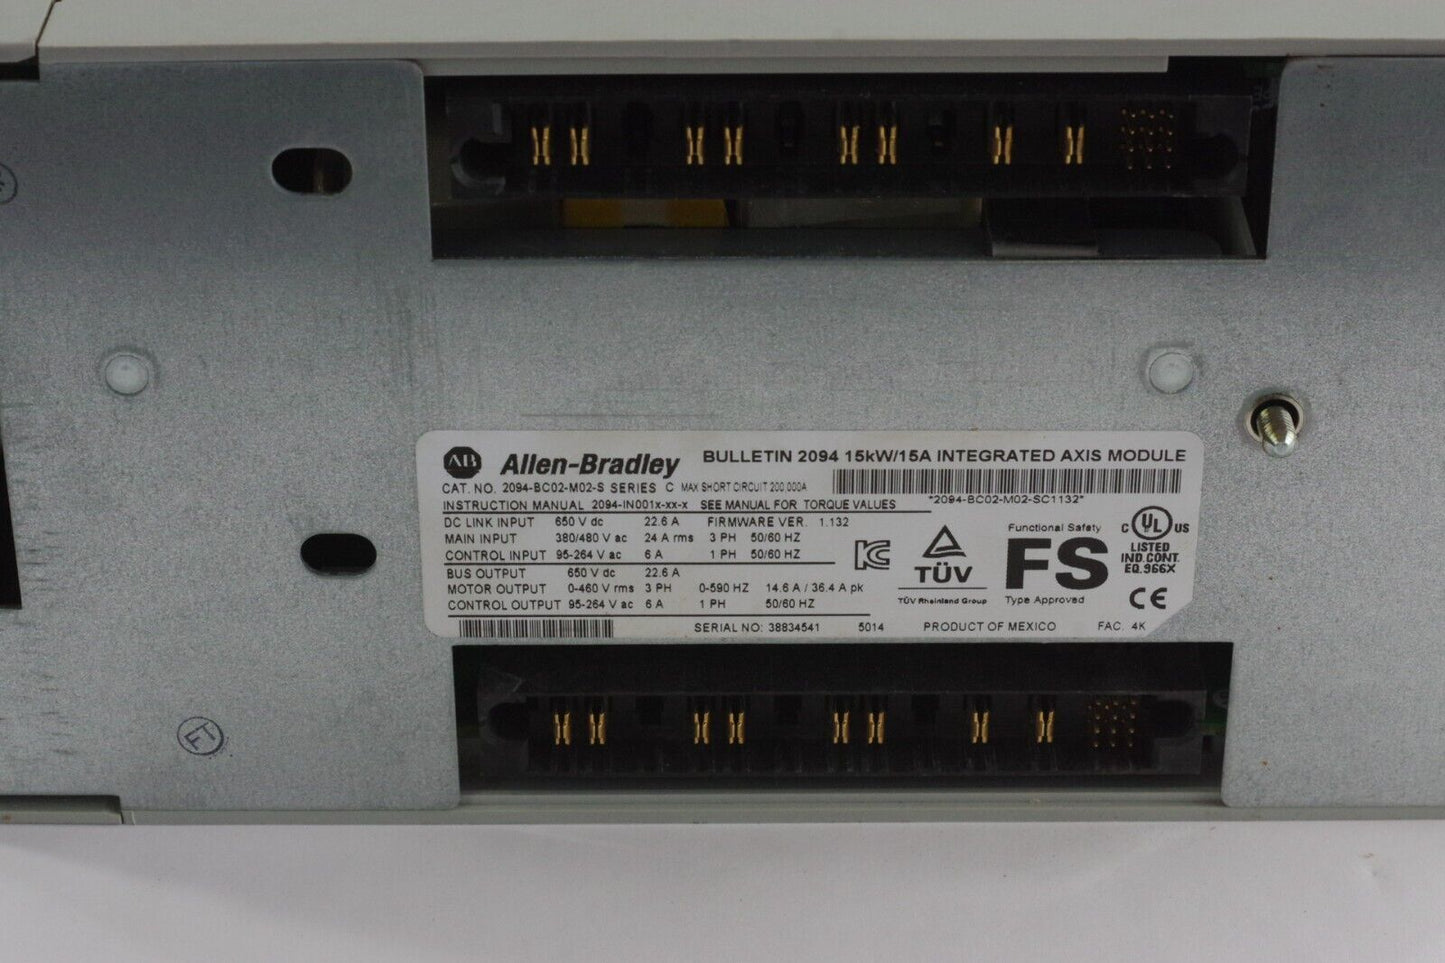 AB Allen-Bradley BULLETIN 2094 15kW/15A INTEGRATED AXIS MODULE
CAT. NO. 2094-BC02-M02-S SERIES C MAX SHORT CIRCUIT 200,000A
*2094-BC02-M02-SC1132*
INSTRUCTION MANUAL 2094-IN001x-xx-x SEE MANUAL FOR TORQUE VALUES
DC LINK INPUT 650 V dc 22.6 A FIRMWARE VER. 1.132
MAIN INPUT 380/480 V ac 24 A rms 3 PH 50/60 HZ
CONTROL INPUT 95-264 V ac 6 A 1 PH 50/60 HZ
BUS OUTPUT 650 V dc 22.6 A
MOTOR OUTPUT 0-460 V rms 3 PH 0-590 HZ 14.6 A / 36.4 A pk
CONTROL OUTPUT 95-264 V ac 6 A 1 PH 50/60 HZ
SERIAL NO: 38834541 5014 PRODUCT OF MEXICO FAC. 4K
TÜV
TÜV Rheinland Group
Functional Safety
FS
Type Approved
C UL US
LISTED
IND.CONT.
EQ.966X
CE
FT